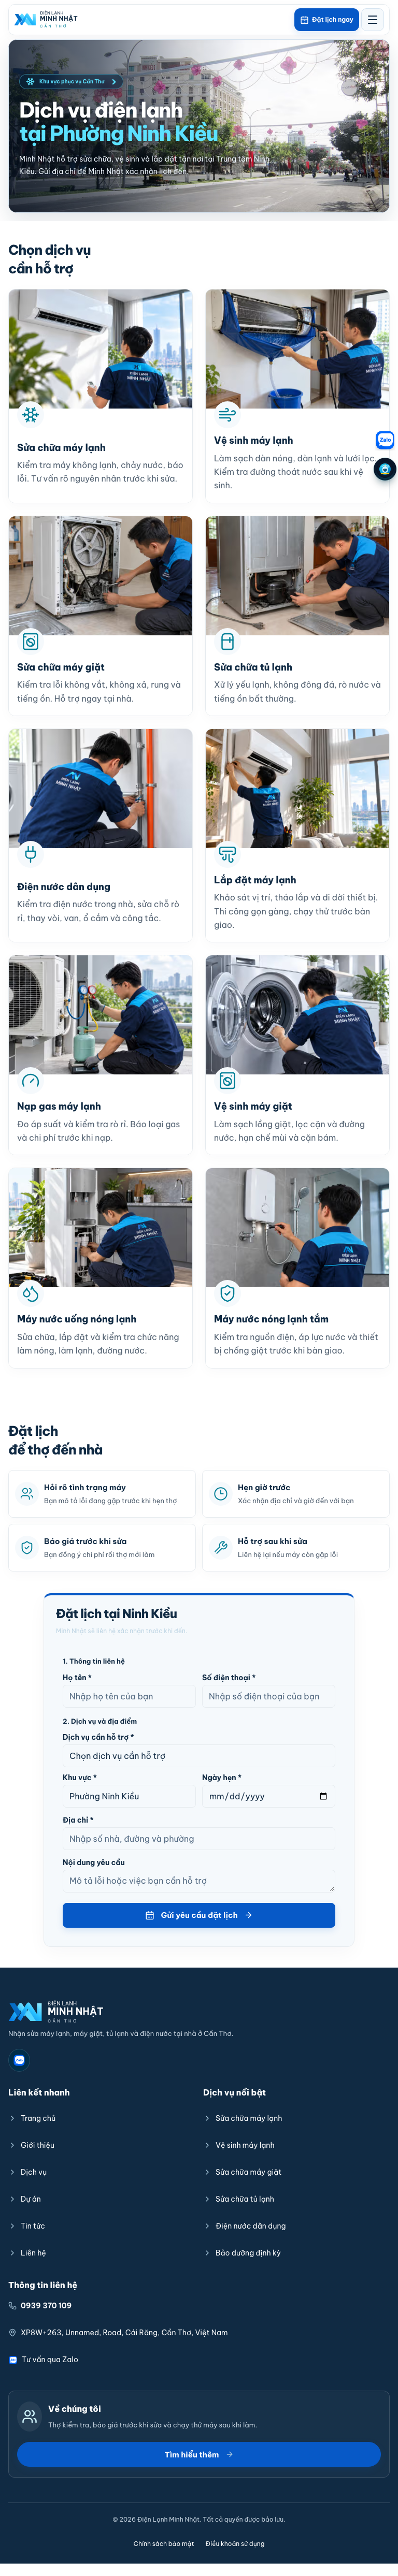 ĐIỆN LẠNH
MINH NHẬT
CẦN THƠ
Đặt lịch ngay
Khu vực phục vụ Cần Thơ
Dịch vụ điện lạnh
tại Phường Ninh Kiều
Minh Nhật hỗ trợ sửa chữa, vệ sinh và lắp đặt tận nơi tại Trung tâm Ninh
Kiều. Gửi địa chỉ để Minh Nhật xác nhận lịch đến.
Chọn dịch vụ
cần hỗ trợ
Zalo
Sửa chữa máy lạnh
Kiểm tra máy không lạnh, chảy nước, báo
lỗi. Tư vấn rõ nguyên nhân trước khi sửa.
Vệ sinh máy lạnh
Làm sạch dàn nóng, dàn lạnh và lưới lọc.
Kiểm tra đường thoát nước sau khi vệ
sinh.
Sửa chữa máy giặt
Kiểm tra lỗi không vắt, không xả, rung và
tiếng ồn. Hỗ trợ ngay tại nhà.
Sửa chữa tủ lạnh
Xử lý yếu lạnh, không đông đá, rò nước và
tiếng ồn bất thường.
Điện nước dân dụng
Kiểm tra điện nước trong nhà, sửa chỗ rò
rỉ, thay vòi, van, ổ cắm và công tắc.
Lắp đặt máy lạnh
Khảo sát vị trí, tháo lắp và di dời thiết bị.
Thi công gọn gàng, chạy thử trước bàn
giao.
Nạp gas máy lạnh
Đo áp suất và kiểm tra rò rỉ. Báo loại gas
và chi phí trước khi nạp.
Vệ sinh máy giặt
Làm sạch lồng giặt, lọc cặn và đường
nước, hạn chế mùi và cặn bám.
Máy nước uống nóng lạnh
Sửa chữa, lắp đặt và kiểm tra chức năng
làm nóng, làm lạnh, đường nước.
Máy nước nóng lạnh tắm
Kiểm tra nguồn điện, áp lực nước và thiết
bị chống giật trước khi bàn giao.
Đặt lịch
để thợ đến nhà
Hỏi rõ tình trạng máy
Bạn mô tả lỗi đang gặp trước khi hẹn thợ
Hẹn giờ trước
Xác nhận địa chỉ và giờ đến với bạn
Báo giá trước khi sửa
Bạn đồng ý chi phí rồi thợ mới làm
Hỗ trợ sau khi sửa
Liên hệ lại nếu máy còn gặp lỗi
Đặt lịch tại Ninh Kiều
Minh Nhật sẽ liên hệ xác nhận trước khi đến.
1. Thông tin liên hệ
Họ tên *
Số điện thoại *
Nhập họ tên của bạn
Nhập số điện thoại của bạn
2. Dịch vụ và địa điểm
Dịch vụ cần hỗ trợ *
Chọn dịch vụ cần hỗ trợ
Khu vực *
Ngày hẹn *
Phường Ninh Kiều
mm/dd/yyyy
Địa chỉ *
Nhập số nhà, đường và phường
Nội dung yêu cầu
Mô tả lỗi hoặc việc bạn cần hỗ trợ
Gửi yêu cầu đặt lịch
ĐIỆN LẠNH
MINH NHẬT
CẦN THƠ
Nhận sửa máy lạnh, máy giặt, tủ lạnh và điện nước tại nhà ở Cần Thơ.
Zalo
Liên kết nhanh
Trang chủ
Giới thiệu
Dịch vụ
Dự án
Tin tức
Liên hệ
Dịch vụ nổi bật
Sửa chữa máy lạnh
Vệ sinh máy lạnh
Sửa chữa máy giặt
Sửa chữa tủ lạnh
Điện nước dân dụng
Bảo dưỡng định kỳ
Thông tin liên hệ
0939 370 109
XP8W+263, Unnamed, Road, Cái Răng, Cần Thơ, Việt Nam
Tư vấn qua Zalo
Về chúng tôi
Thợ kiểm tra, báo giá trước khi sửa và chạy thử máy sau khi làm.
Tìm hiểu thêm
© 2026 Điện Lạnh Minh Nhật. Tất cả quyền được bảo lưu.
Chính sách bảo mật
Điều khoản sử dụng